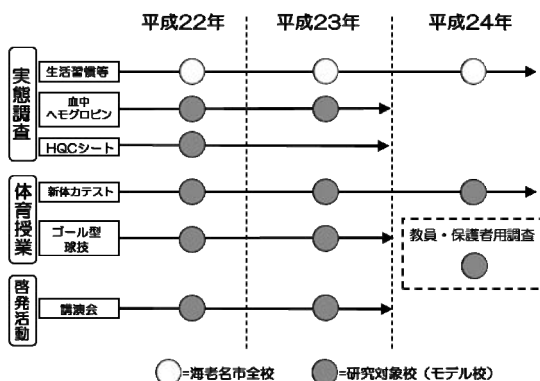 平成22年 平成23年 平成24年
実態調査
生活習慣等
血中
ヘモグロビン
HQCシート
体育授業
新体力テスト
ゴール型
球技
教員・保護者用調査
啓発活動
講演会
○=海老名市全校 ●=研究対象校（モデル校）